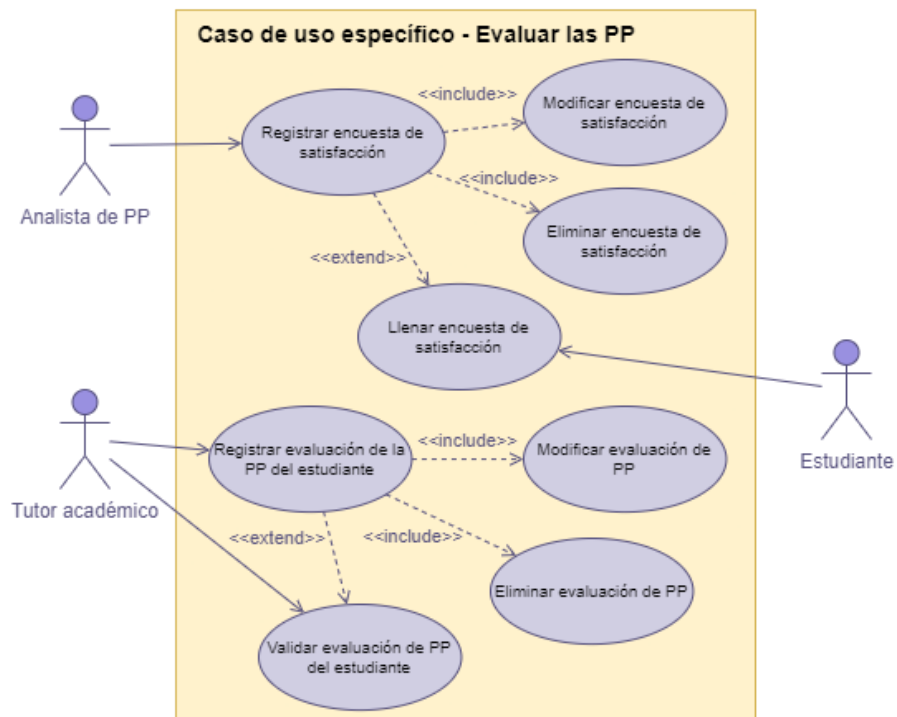 Caso de uso específico - Evaluar las PP
<<include>>
Modificar encuesta de
satisfacción
Registrar encuesta de
satisfacción
<<include>>
Analista de PP
Eliminar encuesta de
satisfacción
<<extend>>
Llenar encuesta de
satisfacción
Registrar evaluación de la
PP del estudiante
<<include>>
Modificar evaluación de
PP
Estudiante
Tutor académico
<<extend>>
<<include>>
Eliminar evaluación de PP
Validar evaluación de PP
del estudiante